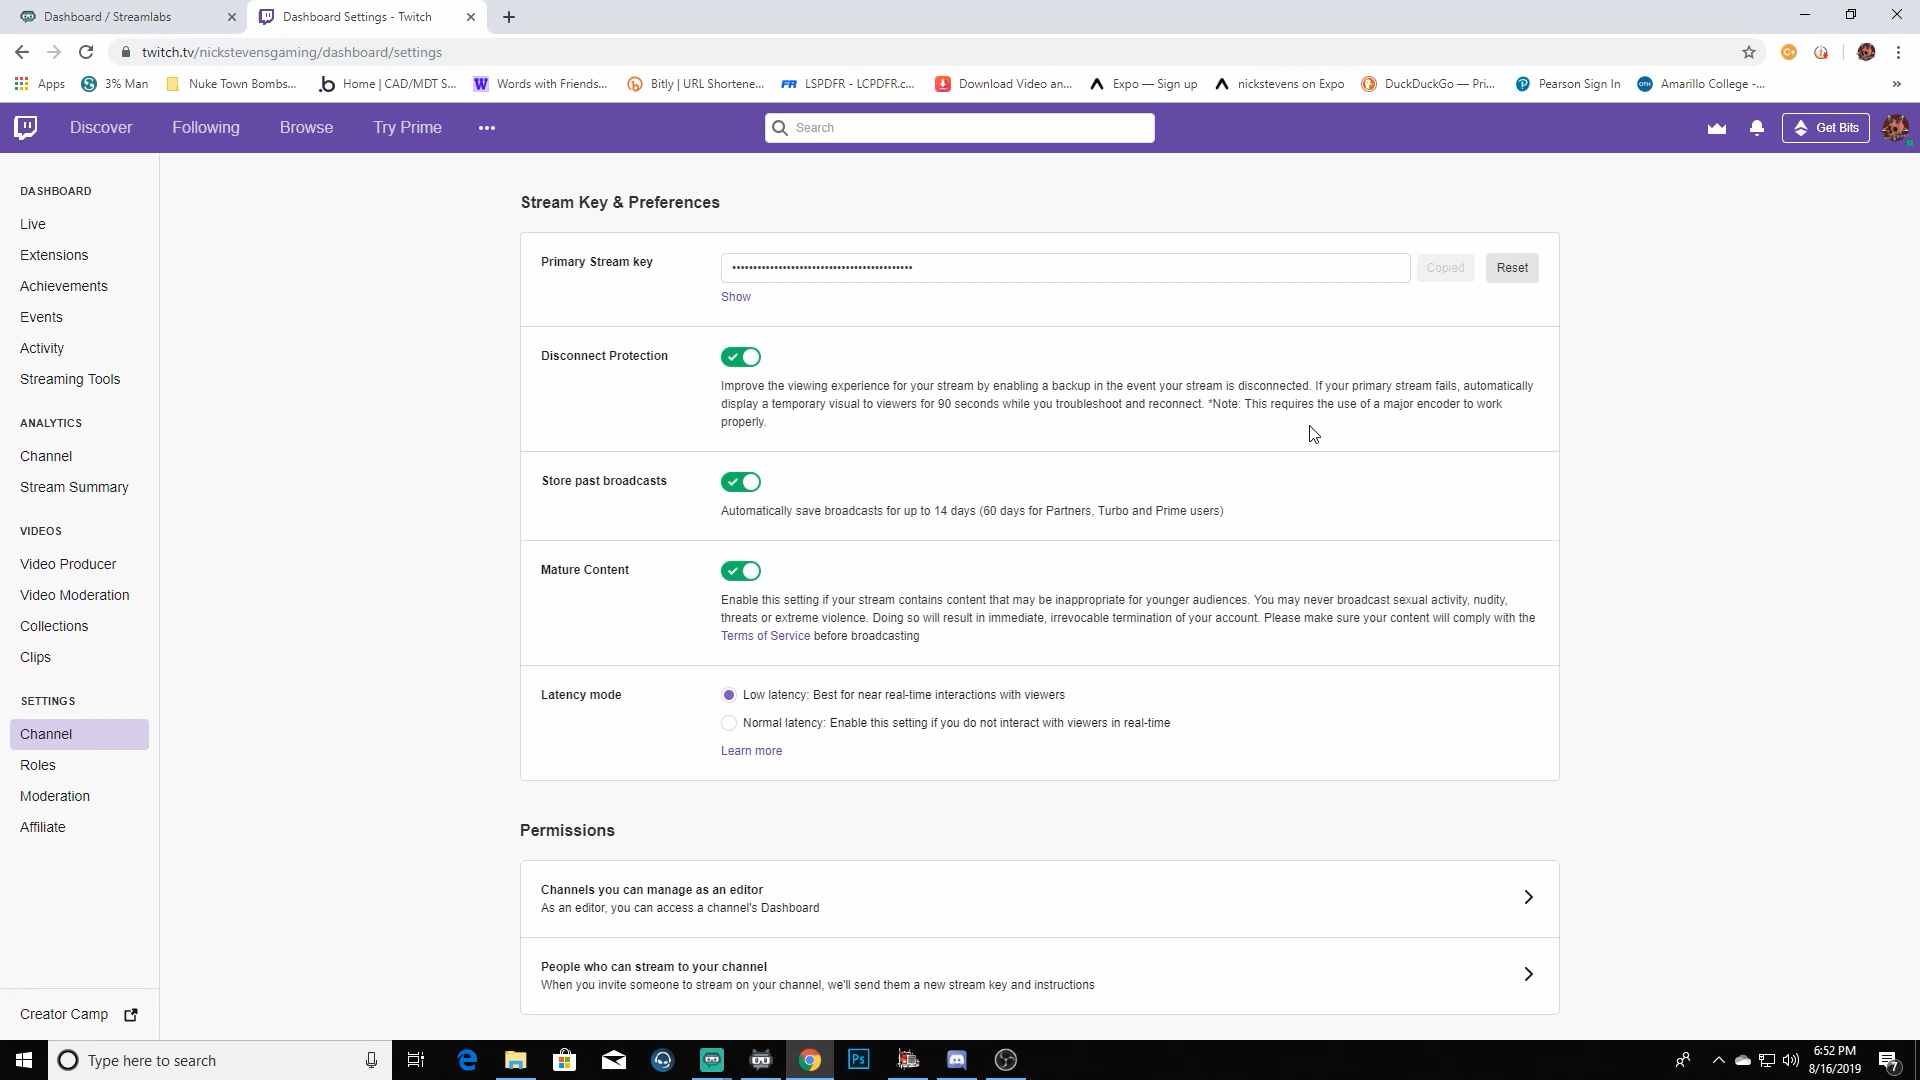 Dashboard / Streamlabs
Dashboard Settings - Twitch
twitch.tv/nickstevensgaming/dashboard/settings
Apps
3% Man
Nuke Town Bombs...
Home | CAD/MDT S...
Words with Friends...
Bitly | URL Shortene...
LSPDFR - LCPDFR.c...
Download Video an...
Expo — Sign up
nickstevens on Expo
DuckDuckGo — Pri...
Pearson Sign In
Amarillo College -...
Discover
Following
Browse
Try Prime
Search
Get Bits
DASHBOARD
Live
Extensions
Achievements
Events
Activity
Streaming Tools
ANALYTICS
Channel
Stream Summary
VIDEOS
Video Producer
Video Moderation
Collections
Clips
SETTINGS
Channel
Roles
Moderation
Affiliate
Creator Camp
Stream Key & Preferences
Primary Stream key
Copied
Reset
Show
Disconnect Protection
Improve the viewing experience for your stream by enabling a backup in the event your stream is disconnected. If your primary stream fails, automatically
display a temporary visual to viewers for 90 seconds while you troubleshoot and reconnect. *Note: This requires the use of a major encoder to work
properly.
Store past broadcasts
Automatically save broadcasts for up to 14 days (60 days for Partners, Turbo and Prime users)
Mature Content
Enable this setting if your stream contains content that may be inappropriate for younger audiences. You may never broadcast sexual activity, nudity,
threats or extreme violence. Doing so will result in immediate, irrevocable termination of your account. Please make sure your content will comply with the
Terms of Service before broadcasting
Latency mode
Low latency: Best for near real-time interactions with viewers
Normal latency: Enable this setting if you do not interact with viewers in real-time
Learn more
Permissions
Channels you can manage as an editor
As an editor, you can access a channel's Dashboard
People who can stream to your channel
When you invite someone to stream on your channel, we'll send them a new stream key and instructions
Type here to search
Ps
6:52 PM
8/16/2019
7